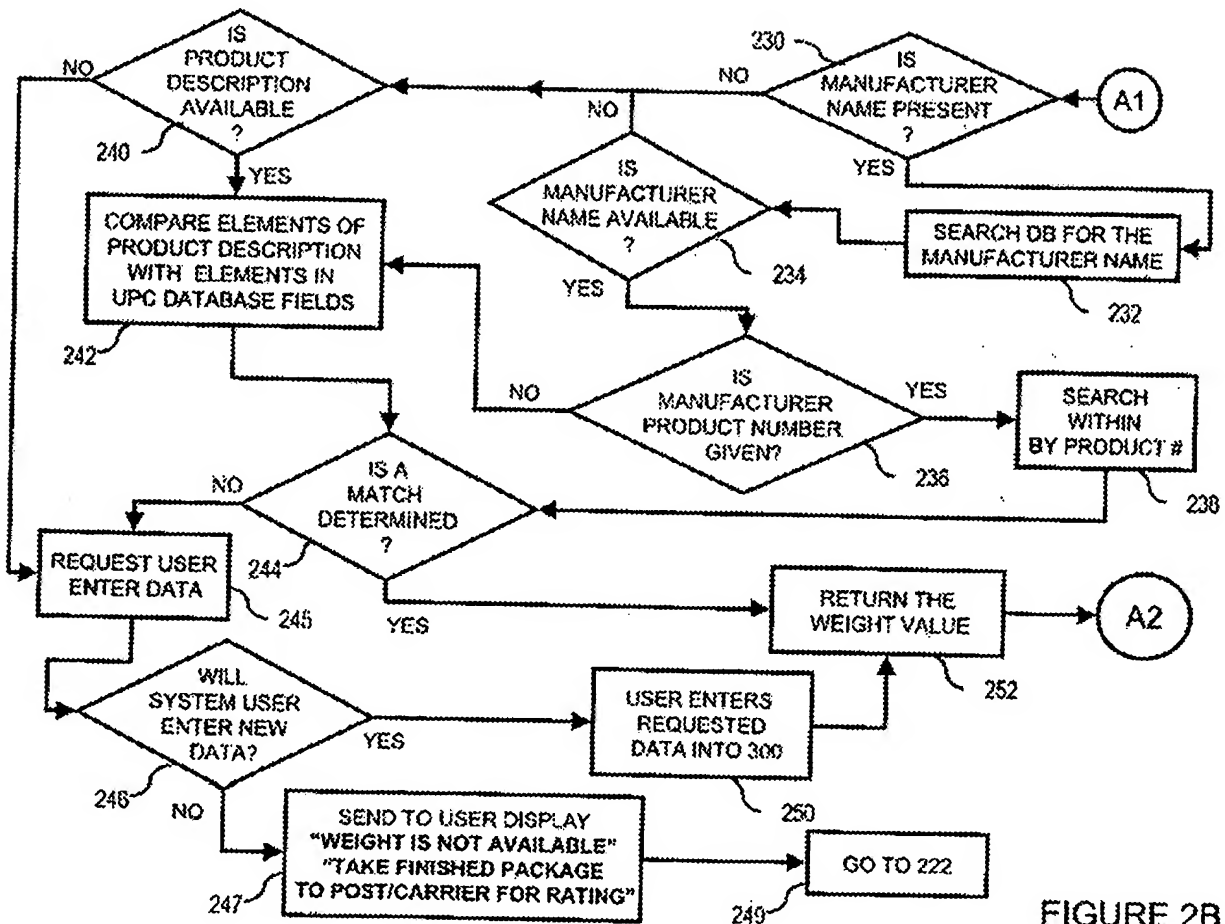 IS
PRODUCT
DESCRIPTION
AVAILABLE
?
NO
240
YES
230
IS
MANUFACTURER
NAME PRESENT
?
NO
YES
A1
NO
IS
MANUFACTURER
NAME AVAILABLE
?
234
YES
SEARCH DB FOR THE
MANUFACTURER NAME
232
COMPARE ELEMENTS OF
PRODUCT DESCRIPTION
WITH ELEMENTS IN
UPC DATABASE FIELDS
242
NO
IS
MANUFACTURER
PRODUCT NUMBER
GIVEN?
236
YES
SEARCH
WITHIN
BY PRODUCT #
238
NO
IS A
MATCH
DETERMINED
?
244
YES
REQUEST USER
ENTER DATA
245
RETURN THE
WEIGHT VALUE
252
A2
WILL
SYSTEM USER
ENTER NEW
DATA?
246
YES
NO
USER ENTERS
REQUESTED
DATA INTO 300
250
SEND TO USER DISPLAY
"WEIGHT IS NOT AVAILABLE"
"TAKE FINISHED PACKAGE
TO POST/CARRIER FOR RATING"
247
GO TO 222
249
FIGURE 2B